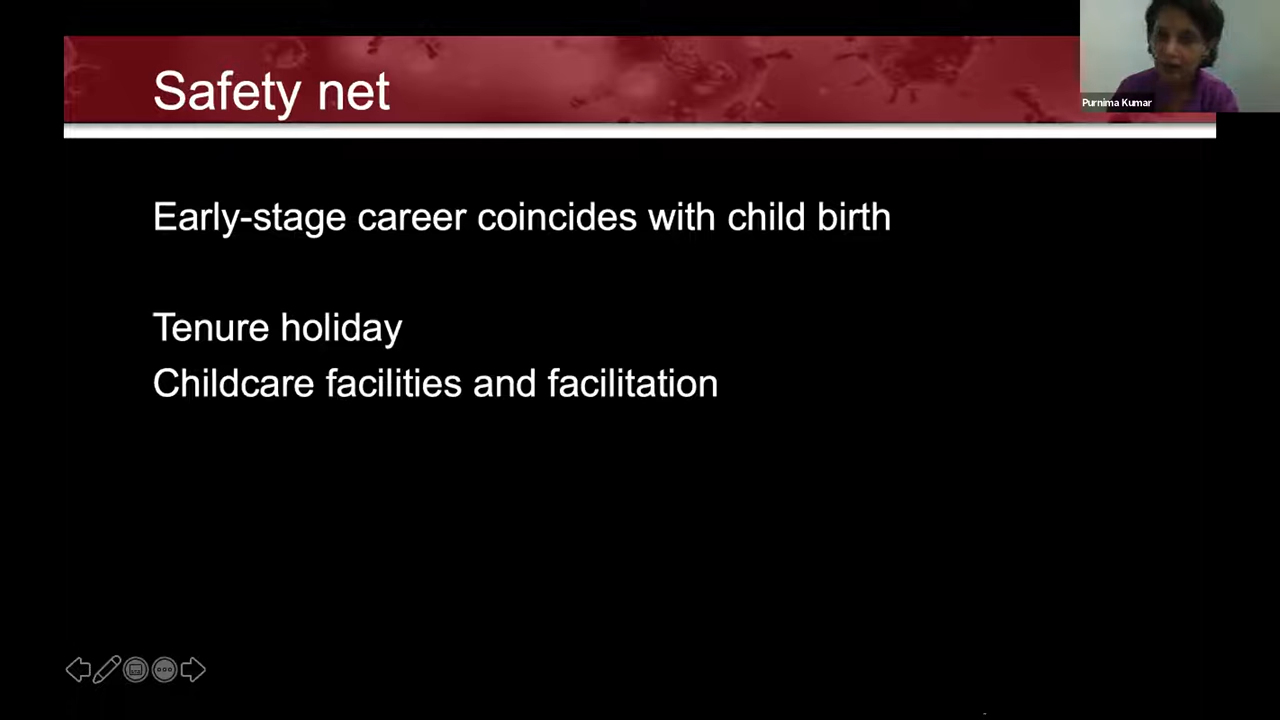 Safety net
Purnima Kumar
Early-stage career coincides with child birth
Tenure holiday
Childcare facilities and facilitation